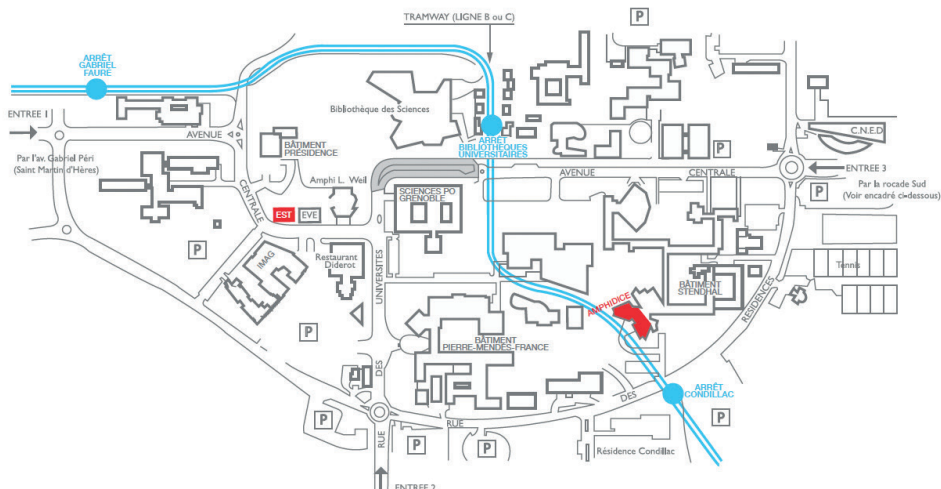 TRAMWAY (LIGNE B ou C)
P
ARRÊT
GABRIEL
FAURE
ENTREE 1
Bibliothèque des Sciences
ARRÊT
BIBLIOTHÈQUES
UNIVERSITAIRES
C.N.E.D
AVENUE
BÂTIMENT
PRÉSIDENCE
P
Par l'av. Gabriel Péri
(Saint Martin d'Hères)
Amphi L. Weil
AVENUE
CENTRALE
ENTREE 3
CENTRALE
SCIENCES PO
GRENOBLE
P
Par la rocade Sud
(Voir encadré ci-dessous)
EST
EVE
P
IMAG
Restaurant
Diderot
UNIVERSITES
Tennis
BÂTIMENT
STENDHAL
RESIDENCES
AMPHIDICE
P
BÂTIMENT
PIERRE-MENDÈS-FRANCE
DES
DES
ARRÊT
CONDILLAC
P
P
RUE
RUE
P
P
P
Résidence Condillac
ENTREE 2